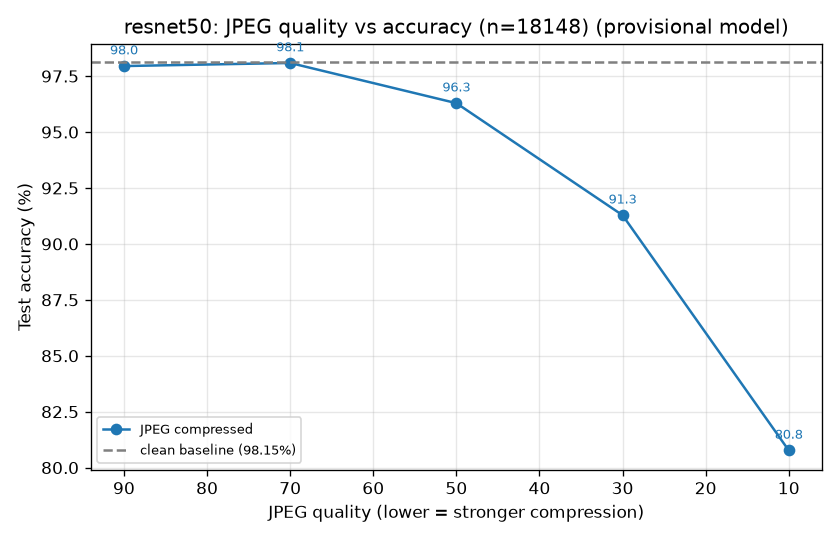 resnet50: JPEG quality vs accuracy (n=18148) (provisional model)
98.0
98.1
96.3
91.3
80.8
97.5
95.0
92.5
90.0
87.5
85.0
82.5
80.0
Test accuracy (%)
JPEG compressed
clean baseline (98.15%)
90 80 70 60 50 40 30 20 10
JPEG quality (lower = stronger compression)